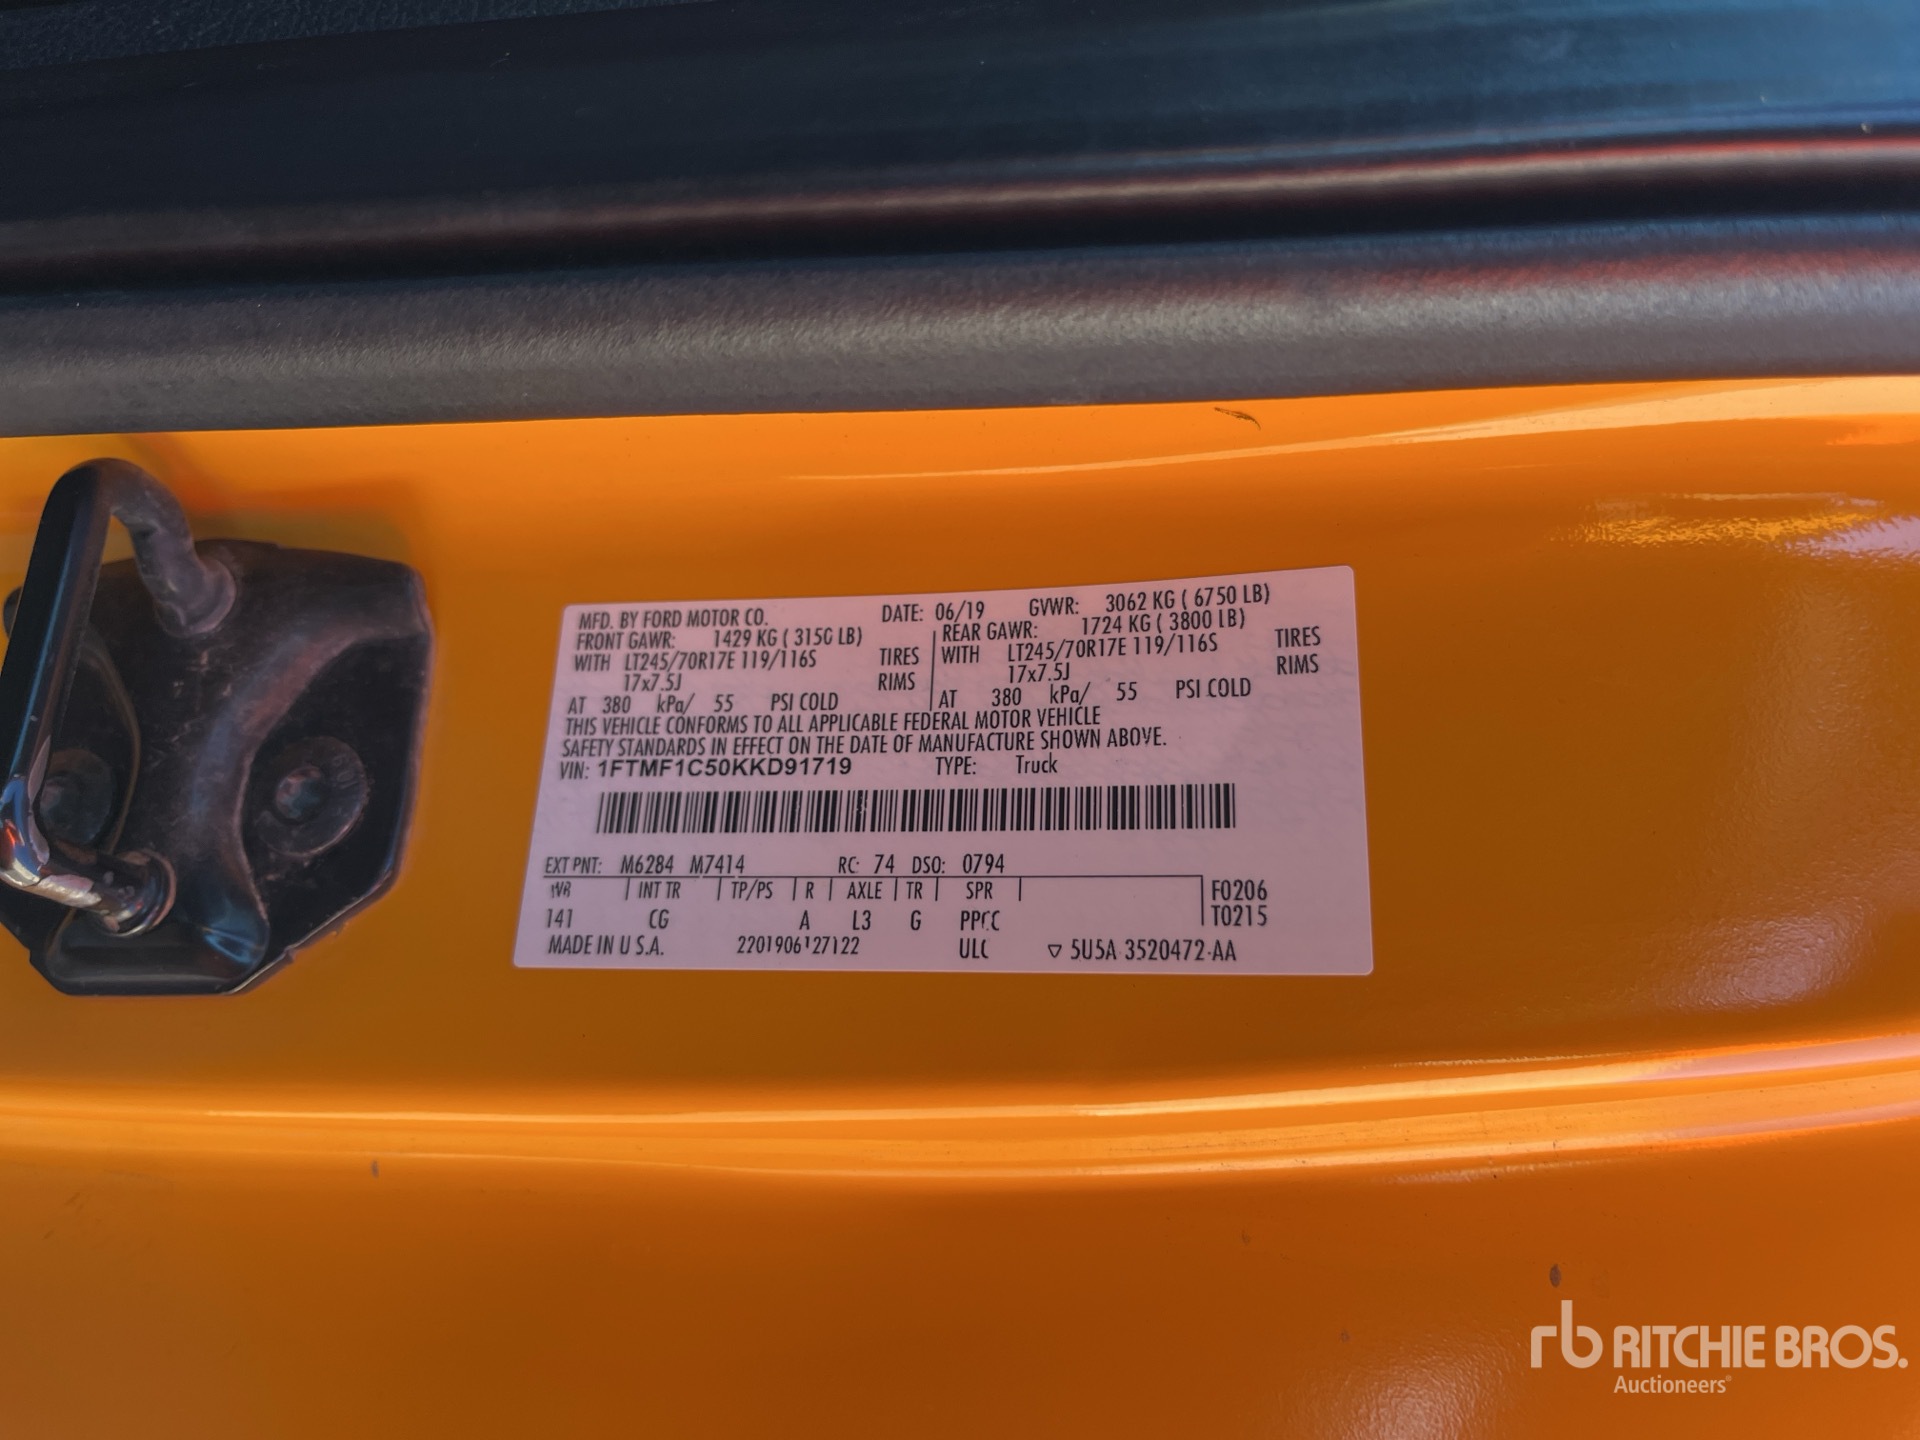 MFD. BY FORD MOTOR CO. DATE: 06/19 GVWR: 3062 KG ( 6750 LB)
FRONT GAWR: 1429 KG ( 3150 LB) REAR GAWR: 1724 KG ( 3800 LB)
WITH LT245/70R17E 119/116S TIRES WITH LT245/70R17E 119/116S TIRES
17x7.5J RIMS 17x7.5J RIMS
AT 380 kPa/ 55 PSI COLD AT 380 kPa/ 55 PSI COLD
THIS VEHICLE CONFORMS TO ALL APPLICABLE FEDERAL MOTOR VEHICLE
SAFETY STANDARDS IN EFFECT ON THE DATE OF MANUFACTURE SHOWN ABOVE.
VIN: 1FTMF1C50KKD91719 TYPE: Truck
EXT PNT: M6284 M7414 RC: 74 DSO: 0794
WB INT TR TP/PS R AXLE TR SPR F0206
141 CG A L3 G PPCC T0215
MADE IN U.S.A. 2201906127122 ULC ▽ 5U5A-3520472-AA
rb RITCHIE BROS.
Auctioneers